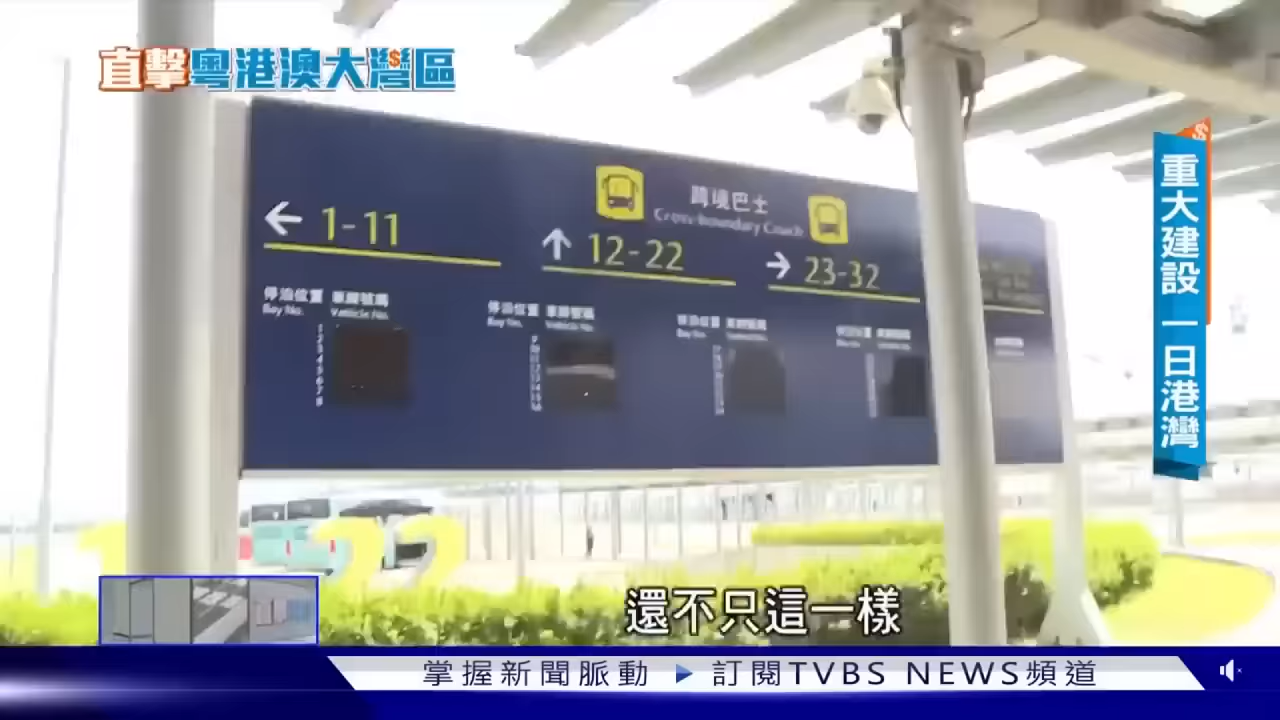 直擊粵港澳大灣區
重大建設 一日港灣
跨境巴士
Cross-boundary Coach
← 1-11
↑ 12-22
→ 23-32
停泊位置 車牌號碼
Bay No. Vehicle No.
停泊位置 車牌號碼
Bay No. Vehicle No.
停泊位置
還不只這一樣
掌握新聞脈動 ▶ 訂閱TVBS NEWS頻道